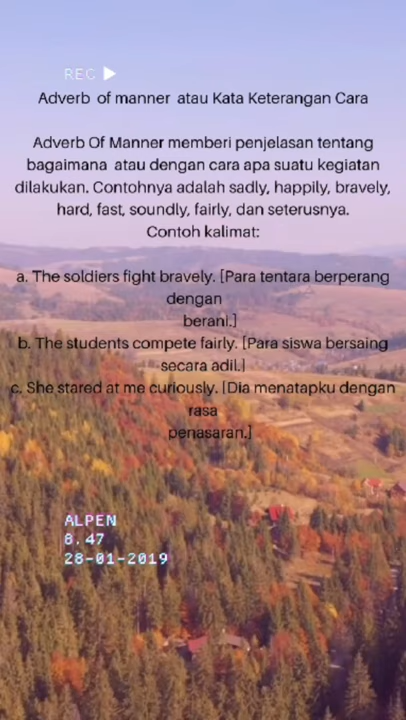 REC
Adverb of manner atau Kata Keterangan Cara
Adverb Of Manner memberi penjelasan tentang
bagaimana atau dengan cara apa suatu kegiatan
dilakukan. Contohnya adalah sadly, happily, bravely,
hard, fast, soundly, fairly, dan seterusnya.
Contoh kalimat:
a. The soldiers fight bravely. [Para tentara berperang
dengan
berani.]
b. The students compete fairly. [Para siswa bersaing
secara adil.]
c. She stared at me curiously. [Dia menatapku dengan
rasa
penasaran.]
ALPEN
8.47
28-01-2019